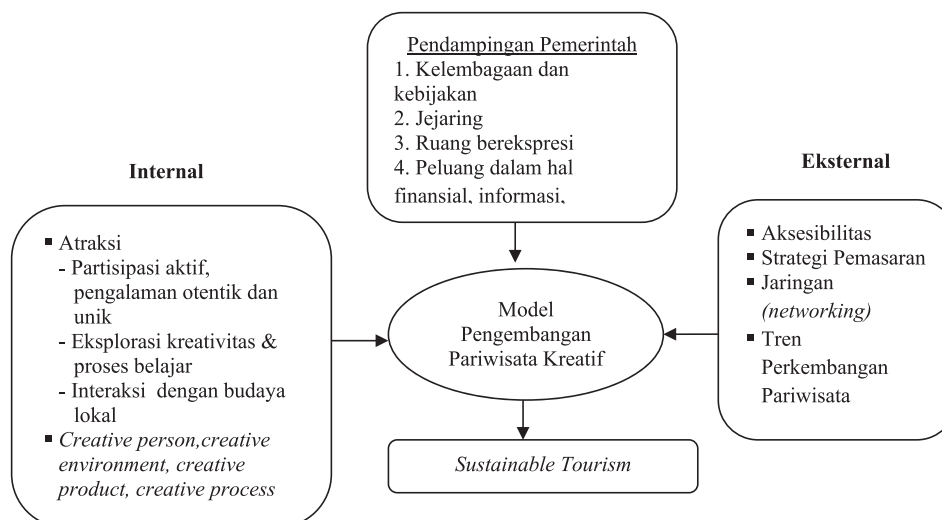 Pendampingan Pemerintah
1. Kelembagaan dan
kebijakan
2. Jejaring
3. Ruang berekspresi
4. Peluang dalam hal
finansial, informasi,
Internal
▪ Atraksi
- Partisipasi aktif,
pengalaman otentik dan
unik
- Eksplorasi kreativitas &
proses belajar
- Interaksi dengan budaya
lokal
▪ Creative person,creative
environment, creative
product, creative process
Model
Pengembangan
Pariwisata Kreatif
Eksternal
▪ Aksesibilitas
▪ Strategi Pemasaran
▪ Jaringan
(networking)
▪ Tren
Perkembangan
Pariwisata
Sustainable Tourism